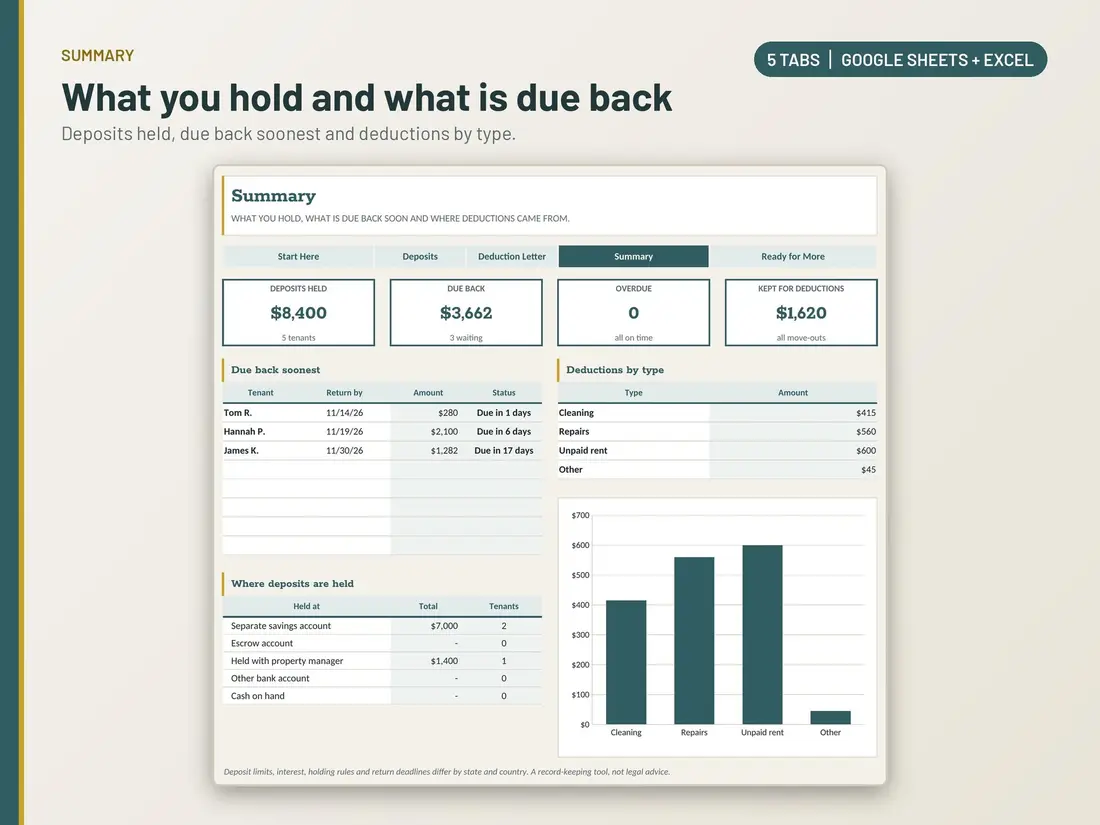 SUMMARY
5 TABS | GOOGLE SHEETS + EXCEL
What you hold and what is due back
Deposits held, due back soonest and deductions by type.
Summary
WHAT YOU HOLD, WHAT IS DUE BACK SOON AND WHERE DEDUCTIONS CAME FROM.
Start Here Deposits Deduction Letter Summary Ready for More
DEPOSITS HELD
$8,400
5 tenants
DUE BACK
$3,662
3 waiting
OVERDUE
0
all on time
KEPT FOR DEDUCTIONS
$1,620
all move-outs
Due back soonest
Tenant Return by Amount Status
Tom R. 11/14/26 $280 Due in 1 days
Hannah P. 11/19/26 $2,100 Due in 6 days
James K. 11/30/26 $1,282 Due in 17 days
Deductions by type
Type Amount
Cleaning $415
Repairs $560
Unpaid rent $600
Other $45
Where deposits are held
Held at Total Tenants
Separate savings account $7,000 2
Escrow account - 0
Held with property manager $1,400 1
Other bank account - 0
Cash on hand - 0
$700
$600
$500
$400
$300
$200
$100
$0
Cleaning Repairs Unpaid rent Other
Deposit limits, interest, holding rules and return deadlines differ by state and country. A record-keeping tool, not legal advice.